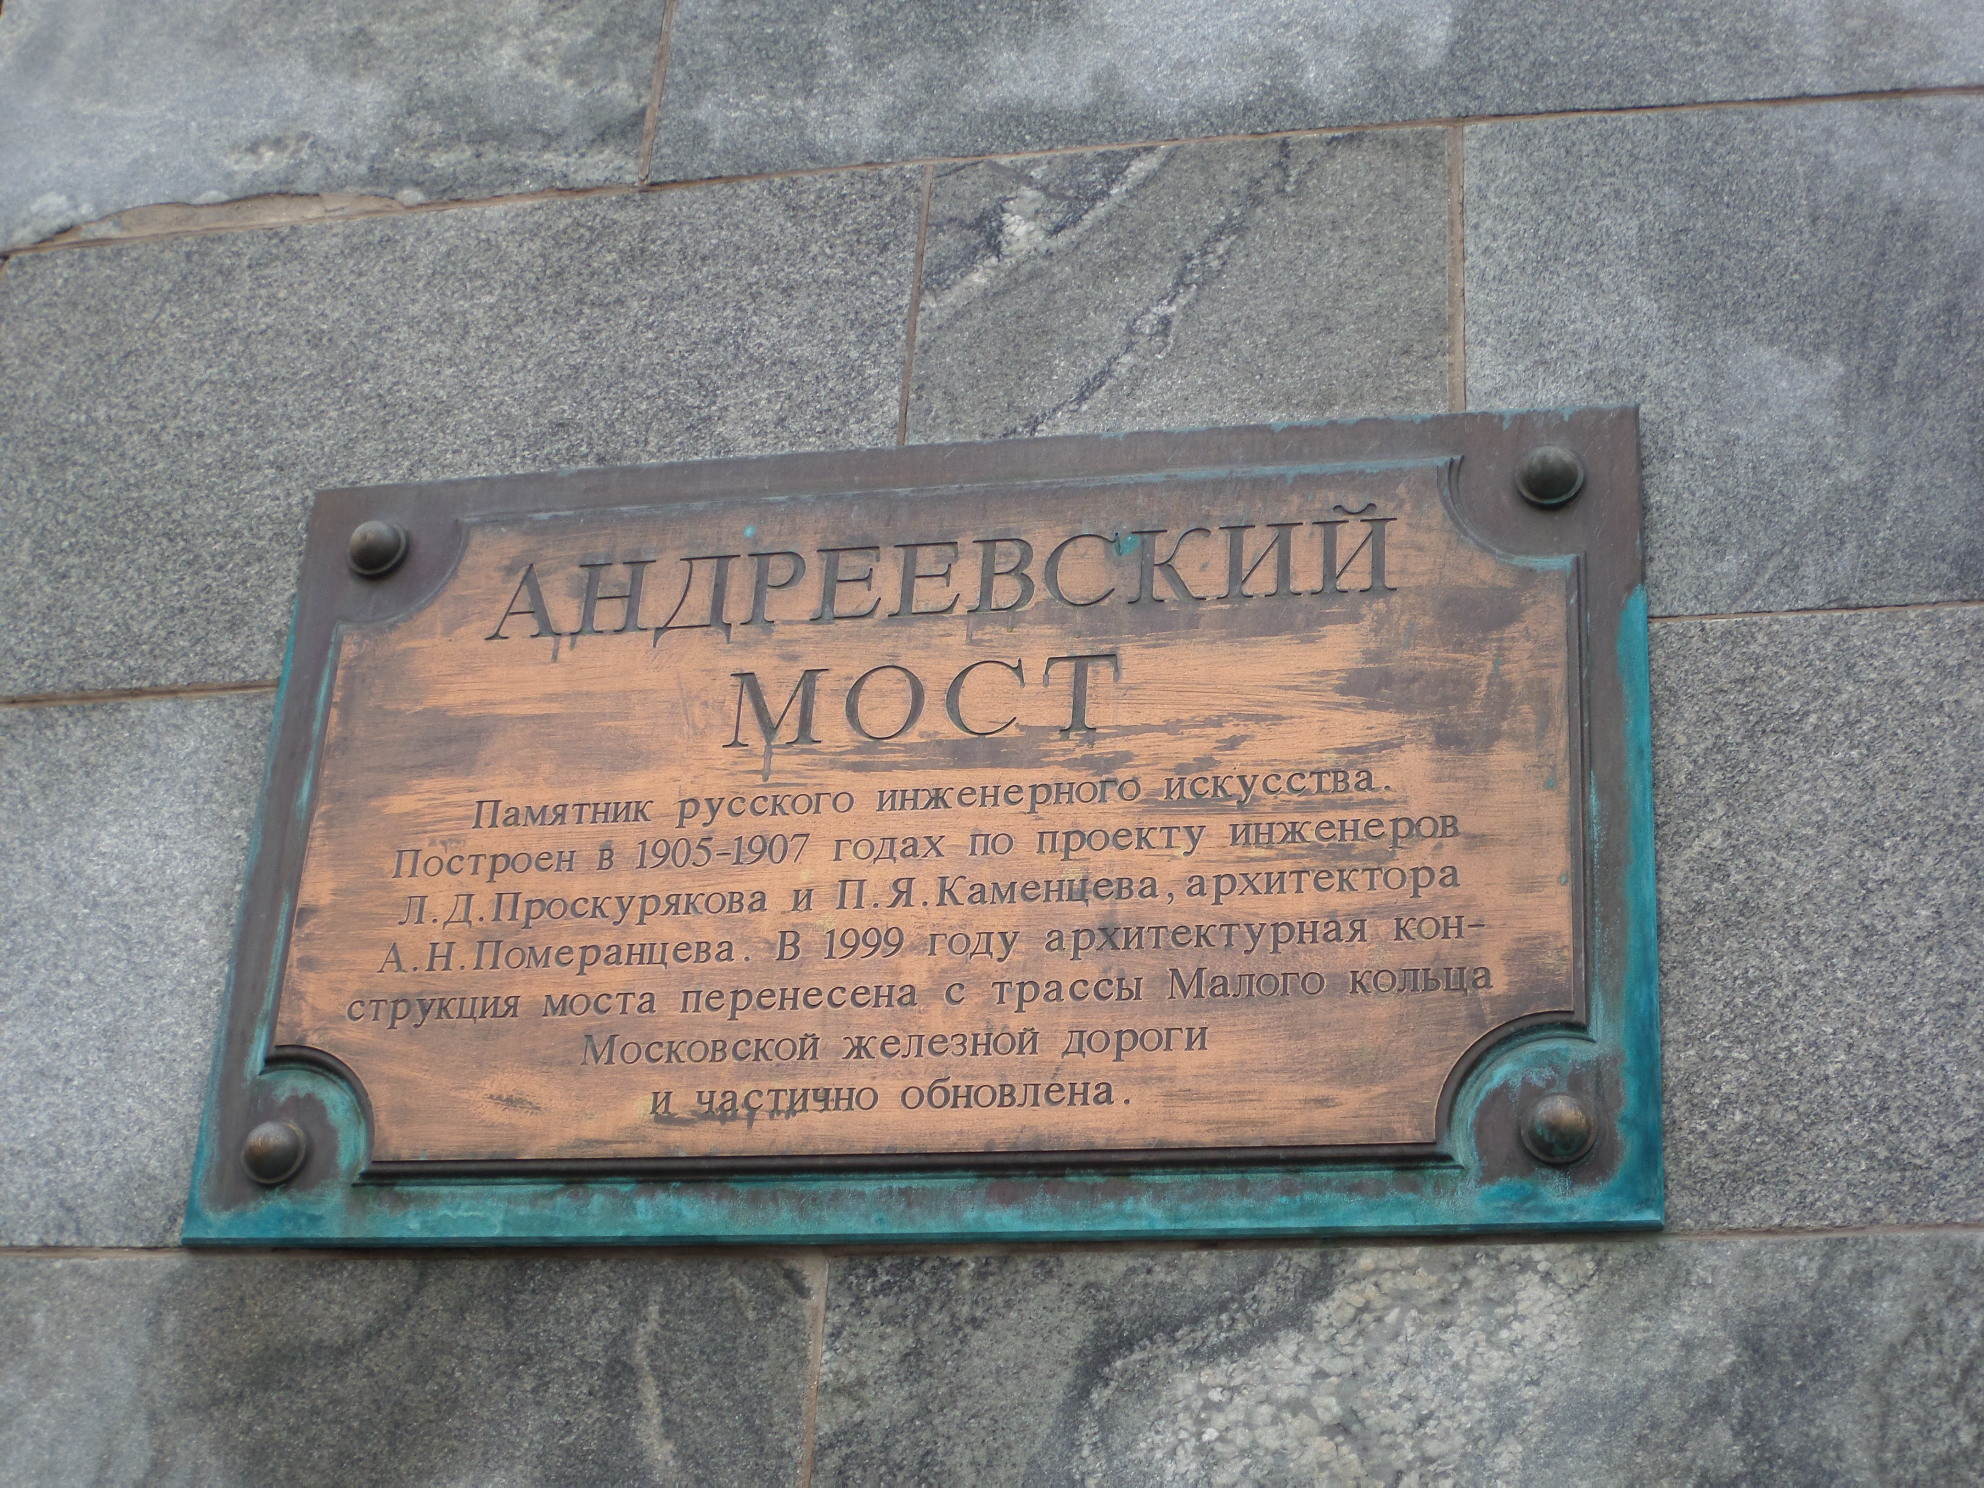 АНДРЕЕВСКИЙ
МОСТ
Памятник русского инженерного искусства.
Построен в 1905-1907 годах по проекту инженеров
Л.Д.Проскурякова и П.Я.Каменцева, архитектора
А.Н.Померанцева. В 1999 году архитектурная кон-
струкция моста перенесена с трассы Малого кольца
Московской железной дороги
и частично обновлена.